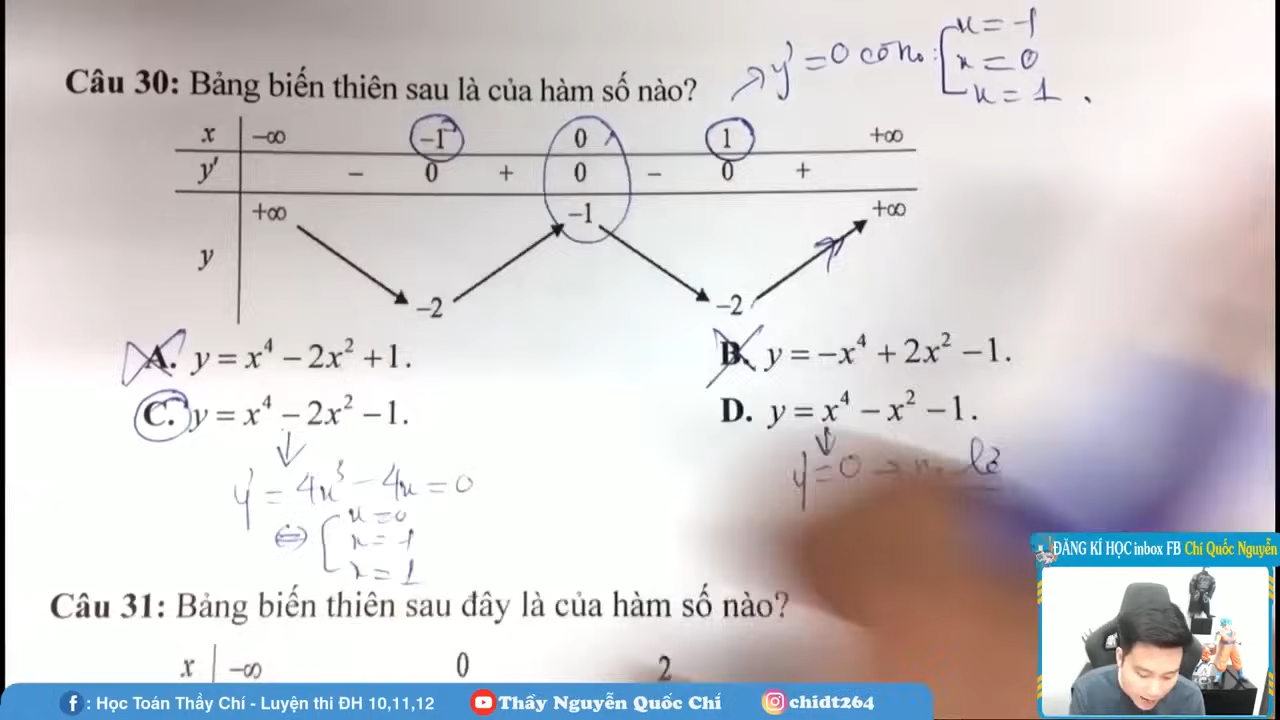 Câu 30: Bảng biến thiên sau là của hàm số nào?
y'=0 có n₀: x=-1
x=0
x=1.
x -∞ -1 0 1 +∞
y' - 0 + 0 - 0 +
+∞ -1 +∞
y
-2 -2
A. y = x⁴ - 2x² + 1.
B. y = -x⁴ + 2x² - 1.
C. y = x⁴ - 2x² - 1.
D. y = x⁴ - x² - 1.
y' = 4x³ - 4x = 0
⇔ x=0
x=-1
x=1
y'=0 → n₀ lẻ
Câu 31: Bảng biến thiên sau đây là của hàm số nào?
x -∞ 0 2
ĐĂNG KÍ HỌC inbox FB Chí Quốc Nguyễn
: Học Toán Thầy Chí - Luyện thi ĐH 10,11,12
Thầy Nguyễn Quốc Chí
chidt264